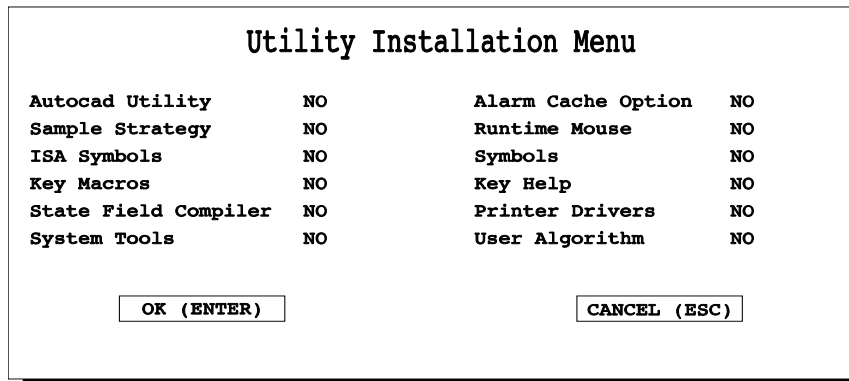 Utility Installation Menu
Autocad Utility NO Alarm Cache Option NO
Sample Strategy NO Runtime Mouse NO
ISA Symbols NO Symbols NO
Key Macros NO Key Help NO
State Field Compiler NO Printer Drivers NO
System Tools NO User Algorithm NO
OK (ENTER) CANCEL (ESC)